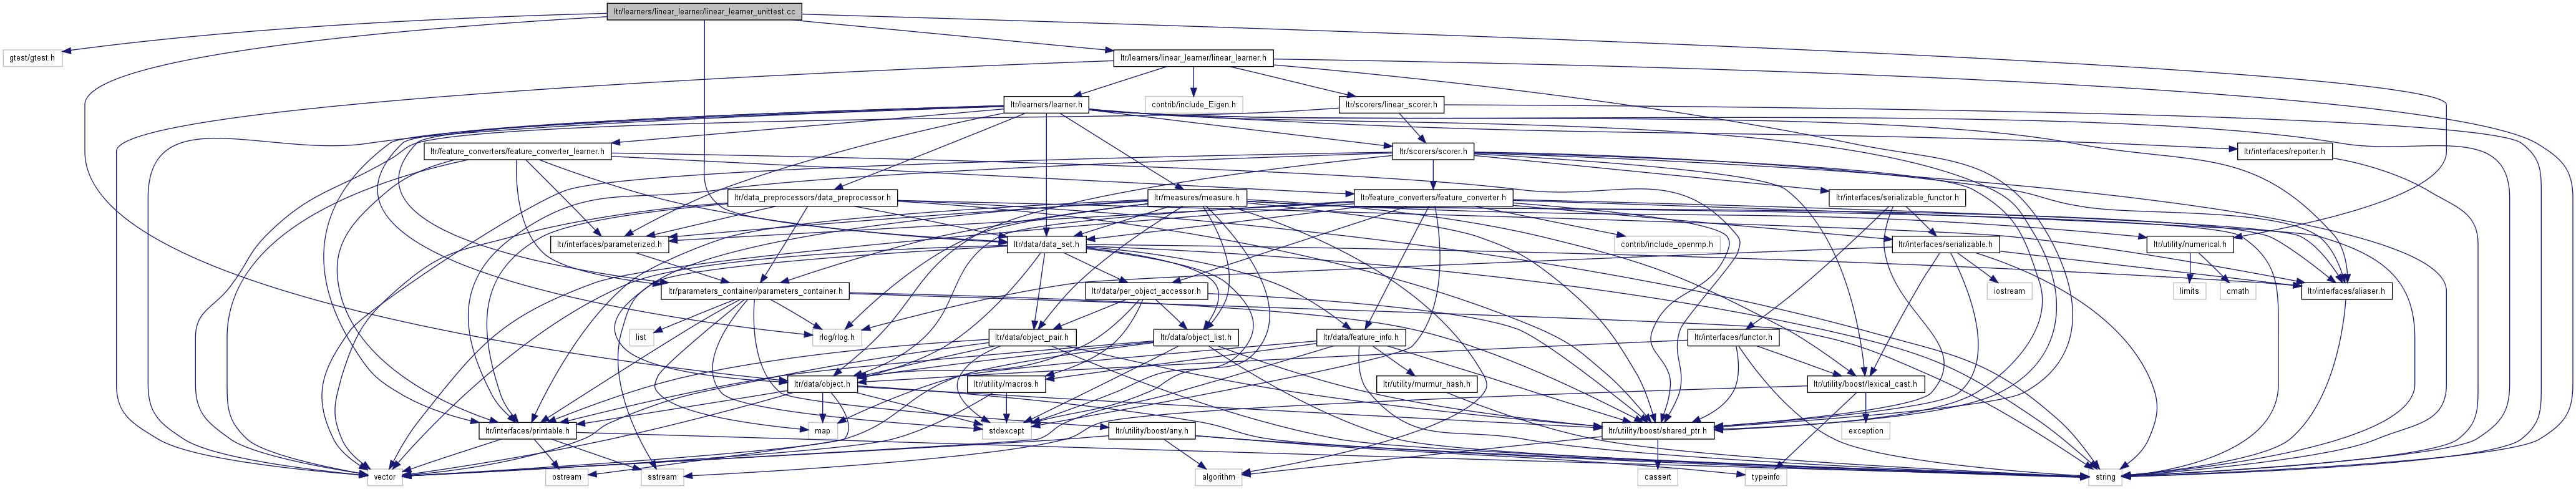 ltr/learners/linear_learner/linear_learner_unittest.cc
gtest/gtest.h
ltr/learners/linear_learner/linear_learner.h
ltr/learners/learner.h
contrib/include_Eigen.h
ltr/scorers/linear_scorer.h
ltr/feature_converters/feature_converter_learner.h
ltr/scorers/scorer.h
ltr/interfaces/reporter.h
ltr/data_preprocessors/data_preprocessor.h
ltr/measures/measure.h
ltr/feature_converters/feature_converter.h
ltr/interfaces/serializable_functor.h
ltr/interfaces/parameterized.h
ltr/data/data_set.h
contrib/include_openmp.h
ltr/interfaces/serializable.h
ltr/utility/numerical.h
ltr/parameters_container/parameters_container.h
ltr/data/per_object_accessor.h
iostream
limits
cmath
ltr/interfaces/aliaser.h
list
rlog/rlog.h
ltr/data/object_pair.h
ltr/data/object_list.h
ltr/data/feature_info.h
ltr/interfaces/functor.h
ltr/data/object.h
ltr/utility/macros.h
ltr/utility/murmur_hash.h
ltr/utility/boost/lexical_cast.h
ltr/interfaces/printable.h
map
stdexcept
ltr/utility/boost/any.h
ltr/utility/boost/shared_ptr.h
exception
vector
ostream
sstream
algorithm
cassert
typeinfo
string